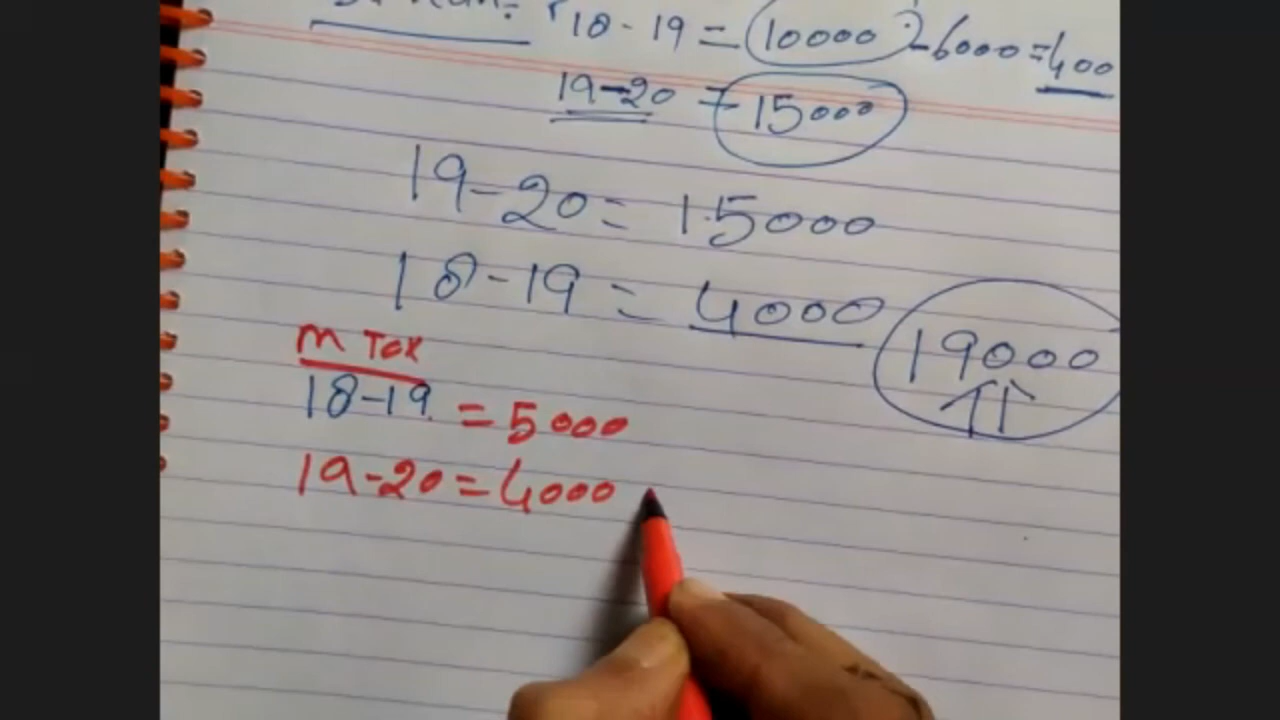 18-19 = 10000 - 6000 = 400
19-20 = 15000
19-20 = 15000
18-19 = 4000
19000
M Tax
18-19 = 5000
19-20 = 4000